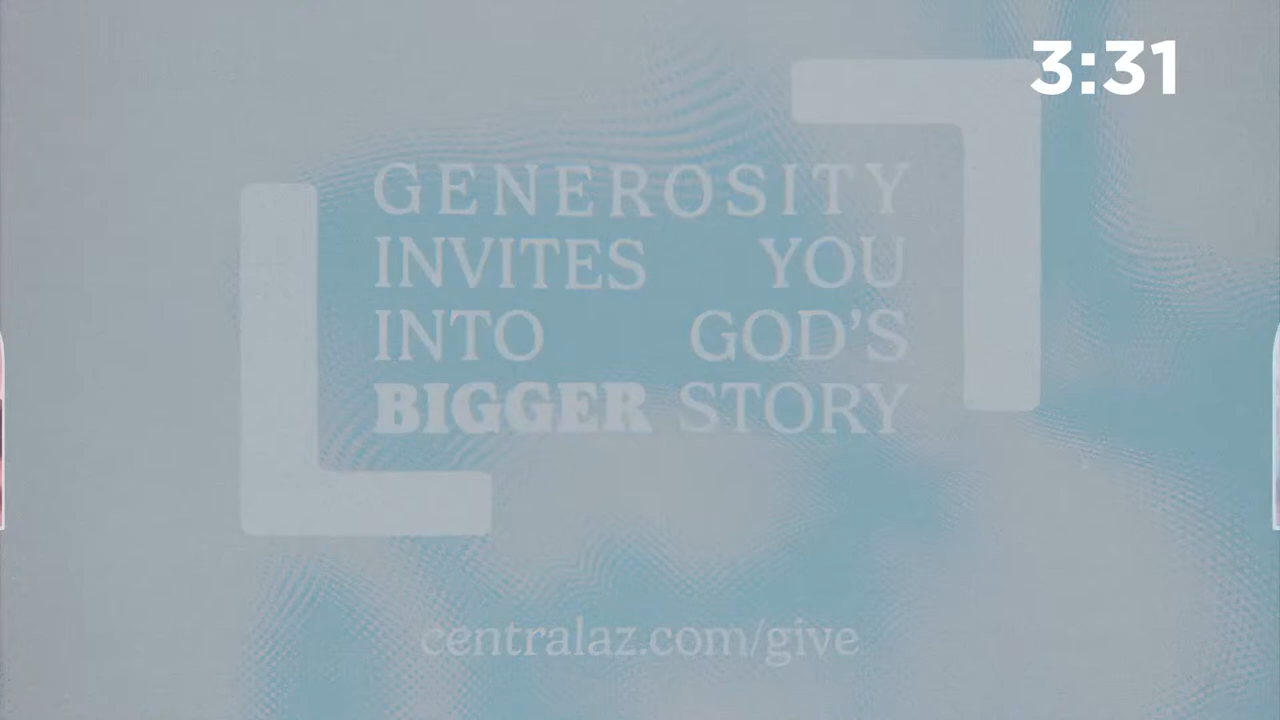 3:31
GENEROSITY
INVITES YOU
INTO GOD'S
BIGGER STORY
centralaz.com/give